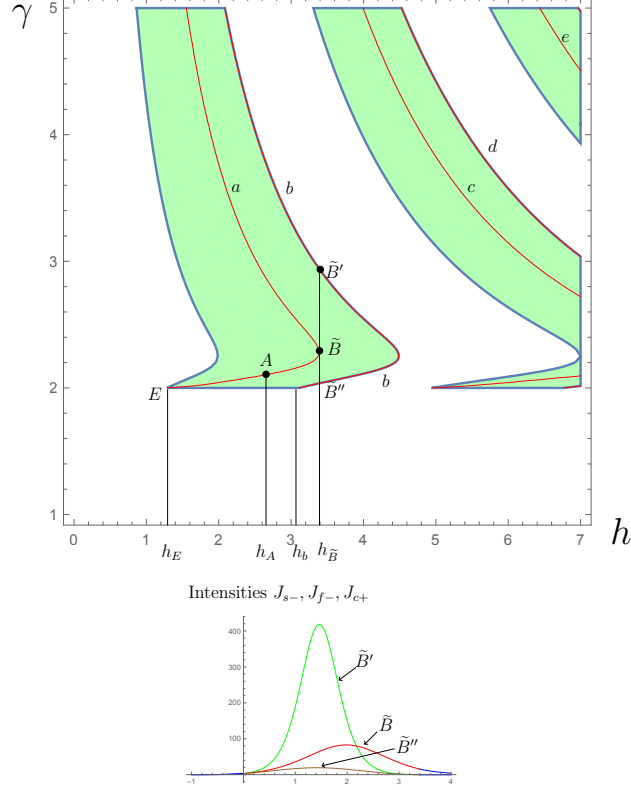 γ
5
4
3
2
1
a
b
c
d
e
B̃′
B̃
A
B̃″
b
E
0 1 2 3 4 5 6 7
h
h_E h_A h_b h_B̃
Intensities J_{s−}, J_{f−}, J_{c+}
400
300
200
100
B̃′
B̃
B̃″
−1 1 2 3 4